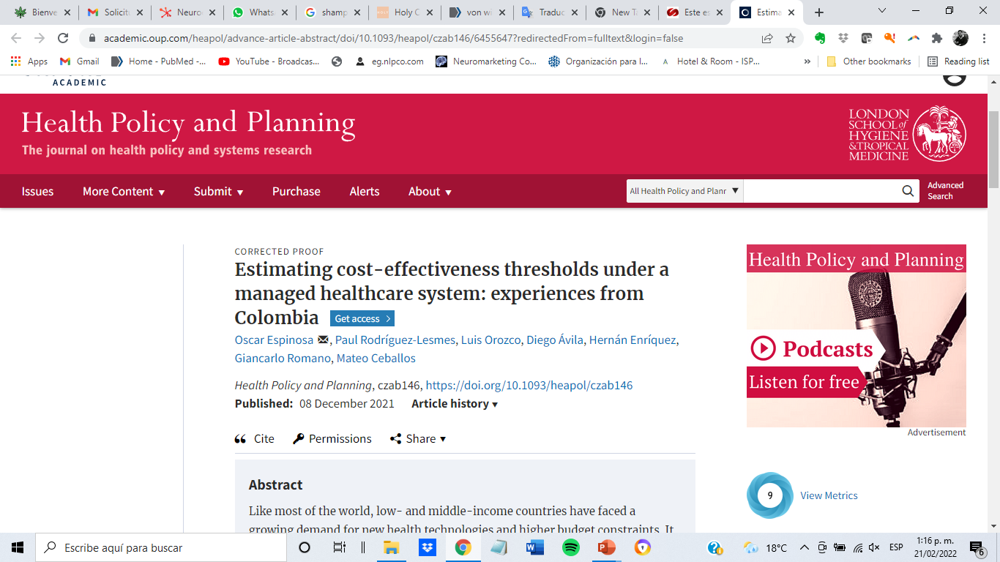 Bienve
Solicitu
Neuroc
Whats
shamp
Holy C
von wi
Traduc
New Ta
Este es
Estima
academic.oup.com/heapol/advance-article-abstract/doi/10.1093/heapol/czab146/6455647?redirectedFrom=fulltext&login=false
Apps
Gmail
Home - PubMed -...
YouTube - Broadcas...
eg.nlpco.com
Neuromarketing Co...
Organización para l...
Hotel & Room - ISP...
»
Other bookmarks
Reading list
ACADEMIC
Health Policy and Planning
The journal on health policy and systems research
LONDON
SCHOOL of
HYGIENE
& TROPICAL
MEDICINE
Issues
More Content
Submit
Purchase
Alerts
About
All Health Policy and Planr
Advanced
Search
CORRECTED PROOF
Estimating cost-effectiveness thresholds under a
managed healthcare system: experiences from
Colombia Get access
Oscar Espinosa, Paul Rodríguez-Lesmes, Luis Orozco, Diego Ávila, Hernán Enríquez,
Giancarlo Romano, Mateo Ceballos
Health Policy and Planning, czab146, https://doi.org/10.1093/heapol/czab146
Published: 08 December 2021 Article history
Cite Permissions Share
Abstract
Like most of the world, low- and middle-income countries have faced a
growing demand for new health technologies and higher budget constraints. It
Health Policy and Planning
Podcasts
Listen for free
Advertisement
9
View Metrics
Escribe aquí para buscar
18°C
ESP
1:16 p. m.
21/02/2022
6